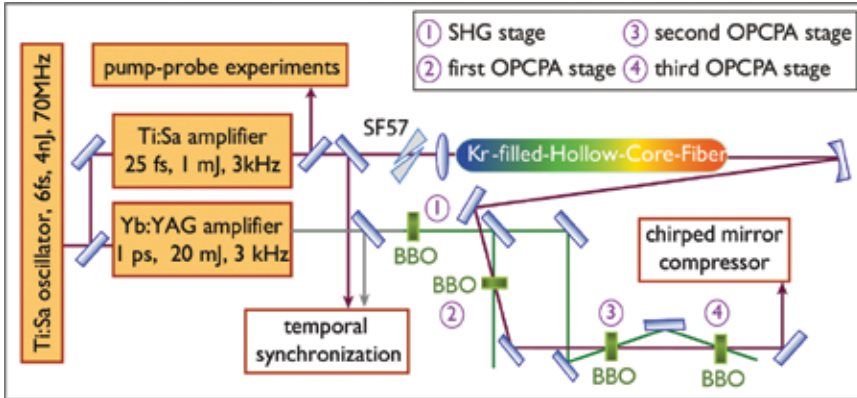 Ti:Sa oscillator, 6fs, 4nJ, 70MHz
pump-probe experiments
① SHG stage
② first OPCPA stage
③ second OPCPA stage
④ third OPCPA stage
Ti:Sa amplifier
25 fs, 1 mJ, 3kHz
SF57
Kr-filled-Hollow-Core-Fiber
Yb:YAG amplifier
1 ps, 20 mJ, 3 kHz
①
BBO
BBO
②
temporal
synchronization
chirped mirror
compressor
③
BBO
④
BBO